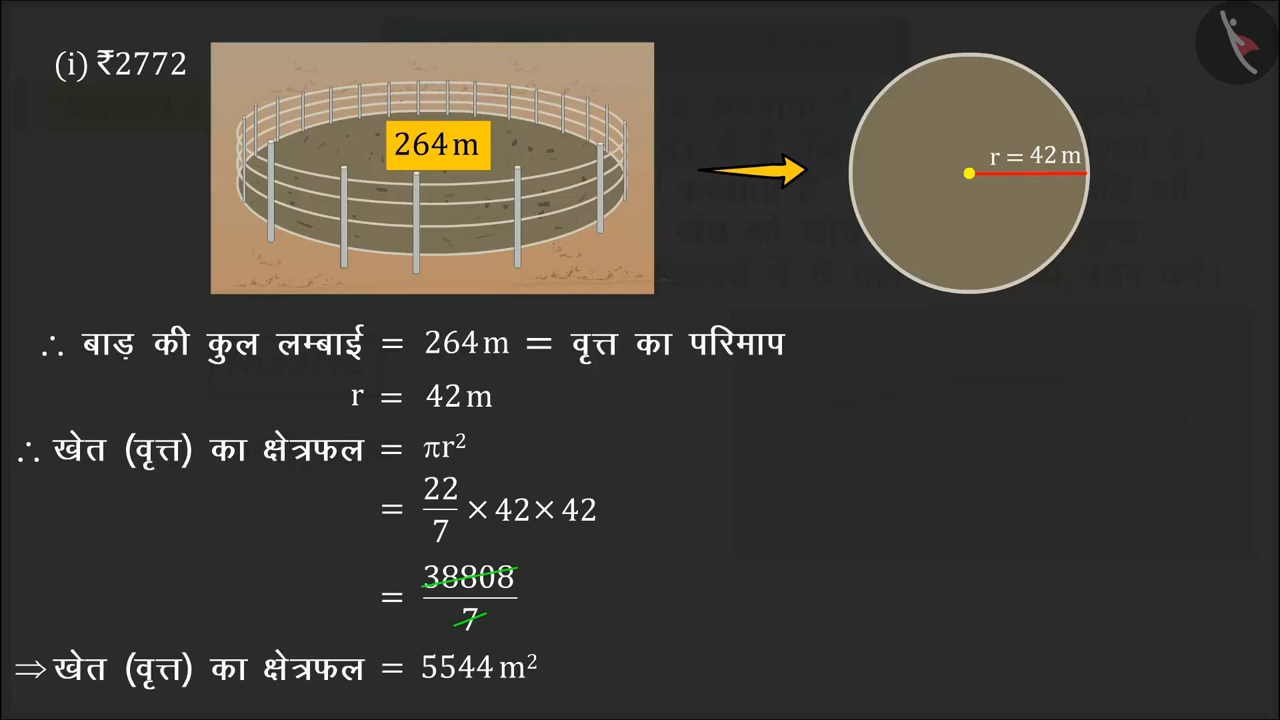 (i) ₹2772
264 m
r = 42 m
∴ बाड़ की कुल लम्बाई = 264 m = वृत्त का परिमाप
r = 42 m
∴ खेत (वृत्त) का क्षेत्रफल = πr²
= 22/7 × 42 × 42
= 38808/7
⇒ खेत (वृत्त) का क्षेत्रफल = 5544 m²